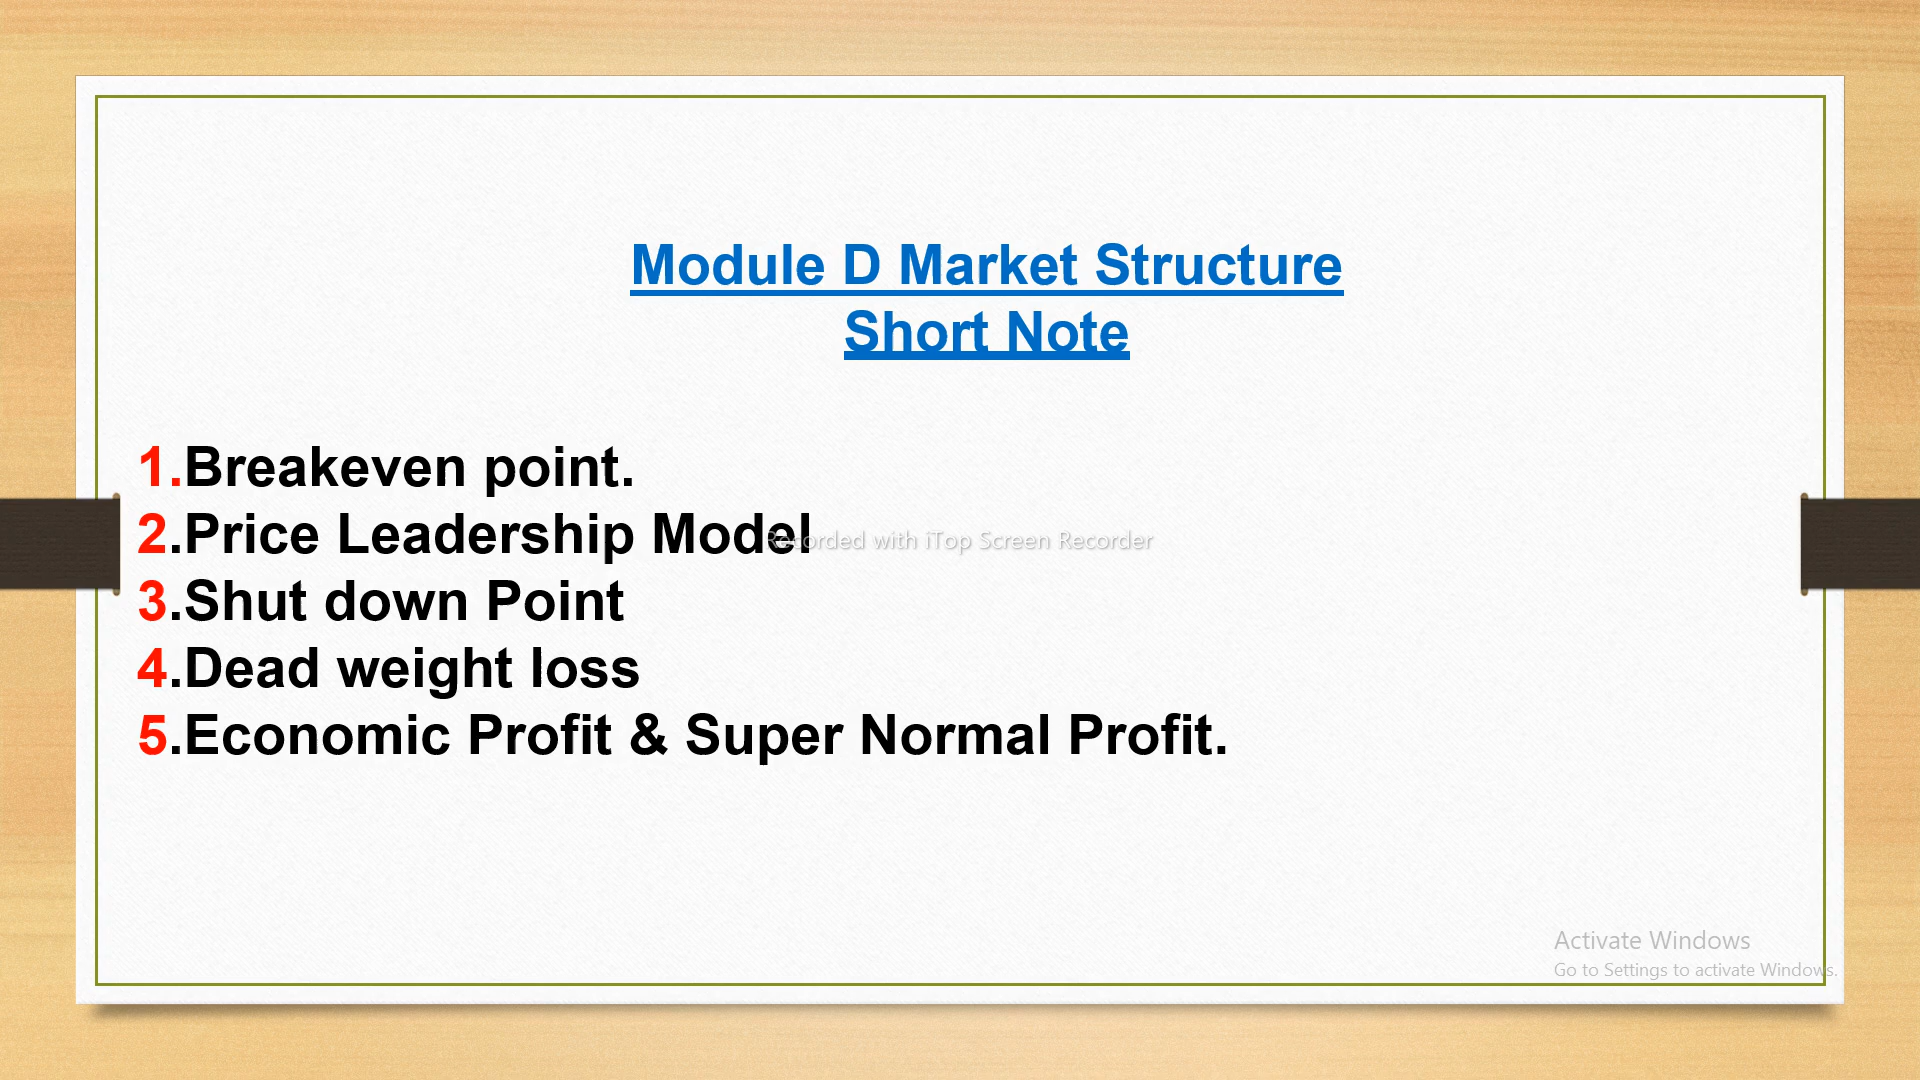 Module D Market Structure
Short Note
1.Breakeven point.
2.Price Leadership Model
Recorded with iTop Screen Recorder
3.Shut down Point
4.Dead weight loss
5.Economic Profit & Super Normal Profit.
Activate Windows
Go to Settings to activate Windows.